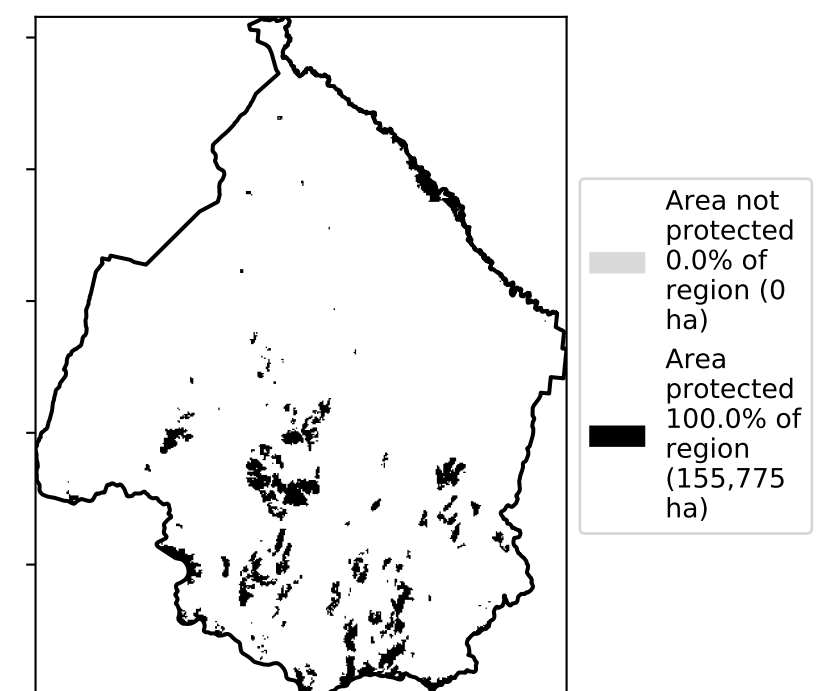 Area not
protected
0.0% of
region (0
ha)
Area
protected
100.0% of
region
(155,775
ha)